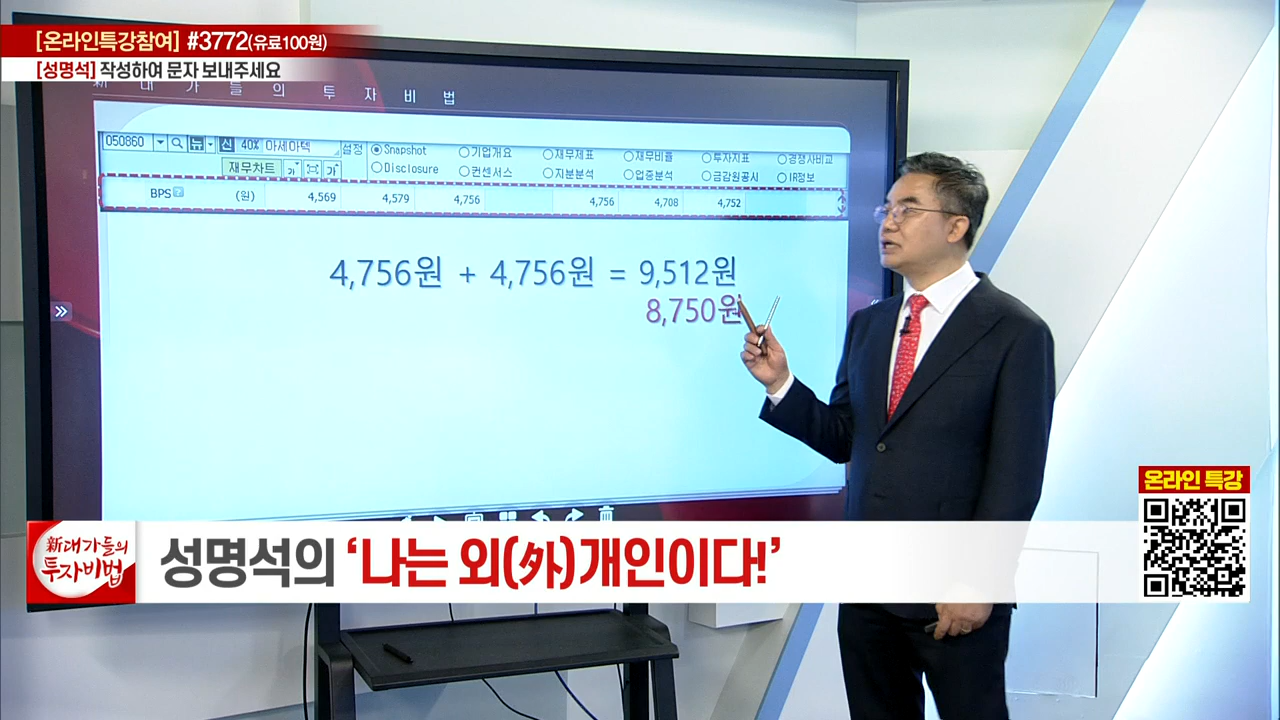 [온라인특강참여] #3772(유료100원)
[성명석] 작성하여 문자 보내주세요
新 대 가 들 의 투 자 비 법
050860 뉴 신 40% 아세아텍 설정 Snapshot 기업개요 재무제표 재무비율 투자지표 경쟁사비교
재무차트 가 가 Disclosure 컨센서스 지분분석 업종분석 금감원공시 IR정보
BPS (원) 4,569 4,579 4,756 4,756 4,708 4,752
4,756원 + 4,756원 = 9,512원
8,750원
온라인 특강
新대가들의
투자비법
성명석의 ‘나는 외(外)개인이다!’